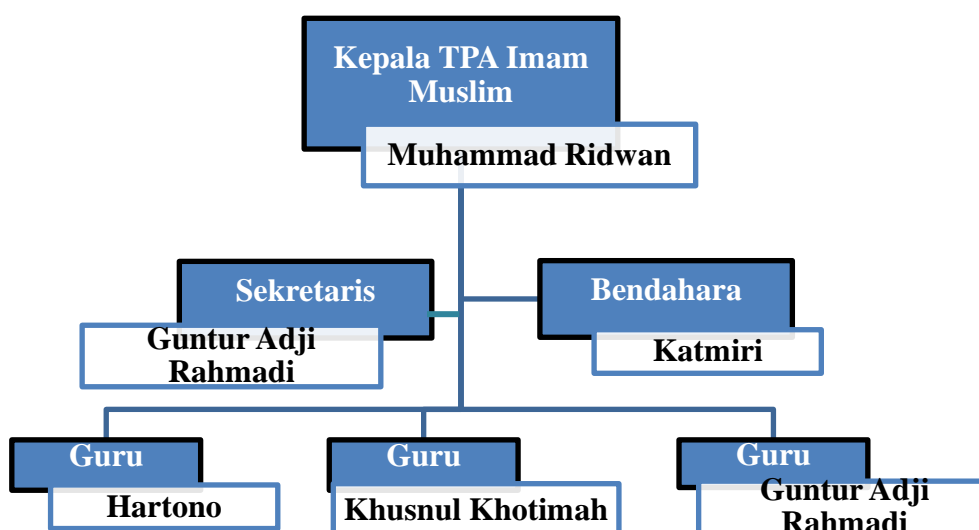 Kepala TPA Imam
Muslim
Muhammad Ridwan
Sekretaris
Guntur Adji
Rahmadi
Bendahara
Katmiri
Guru
Hartono
Guru
Khusnul Khotimah
Guru
Guntur Adji
Rahmadi